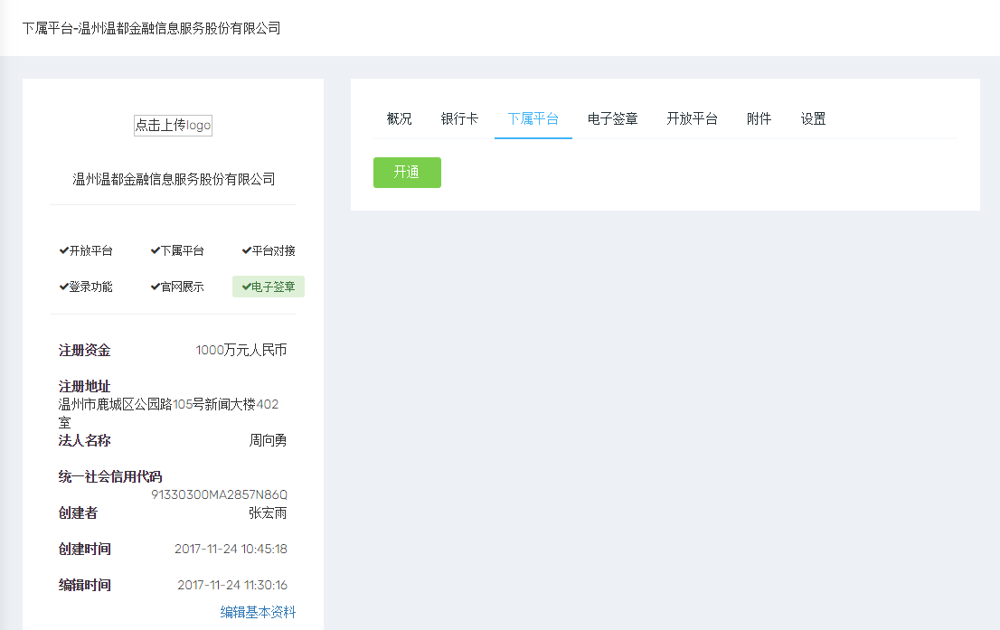 下属平台-温州温都金融信息服务股份有限公司
点击上传logo
温州温都金融信息服务股份有限公司
开放平台 下属平台 平台对接
登录功能 官网展示 电子签章
注册资金 1000万元人民币
注册地址
温州市鹿城区公园路105号新闻大楼402
室
法人名称 周向勇
统一社会信用代码
91330300MA2857N86Q
创建者 张宏雨
创建时间 2017-11-24 10:45:18
编辑时间 2017-11-24 11:30:16
编辑基本资料
概况 银行卡 下属平台 电子签章 开放平台 附件 设置
开通